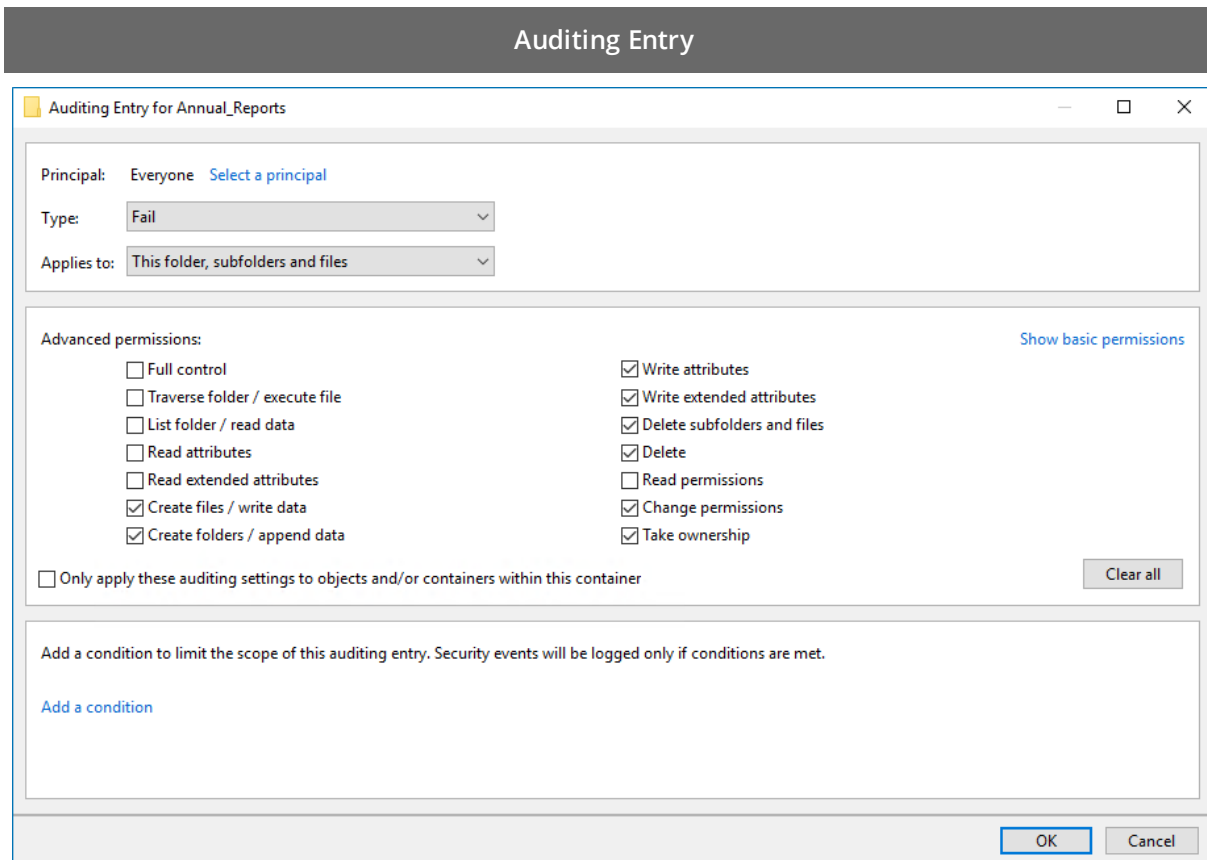 Auditing Entry
Auditing Entry for Annual_Reports
Principal: Everyone Select a principal
Type: Fail
Applies to: This folder, subfolders and files
Advanced permissions: Show basic permissions
Full control Write attributes
Traverse folder / execute file Write extended attributes
List folder / read data Delete subfolders and files
Read attributes Delete
Read extended attributes Read permissions
Create files / write data Change permissions
Create folders / append data Take ownership
Only apply these auditing settings to objects and/or containers within this container Clear all
Add a condition to limit the scope of this auditing entry. Security events will be logged only if conditions are met.
Add a condition
OK Cancel